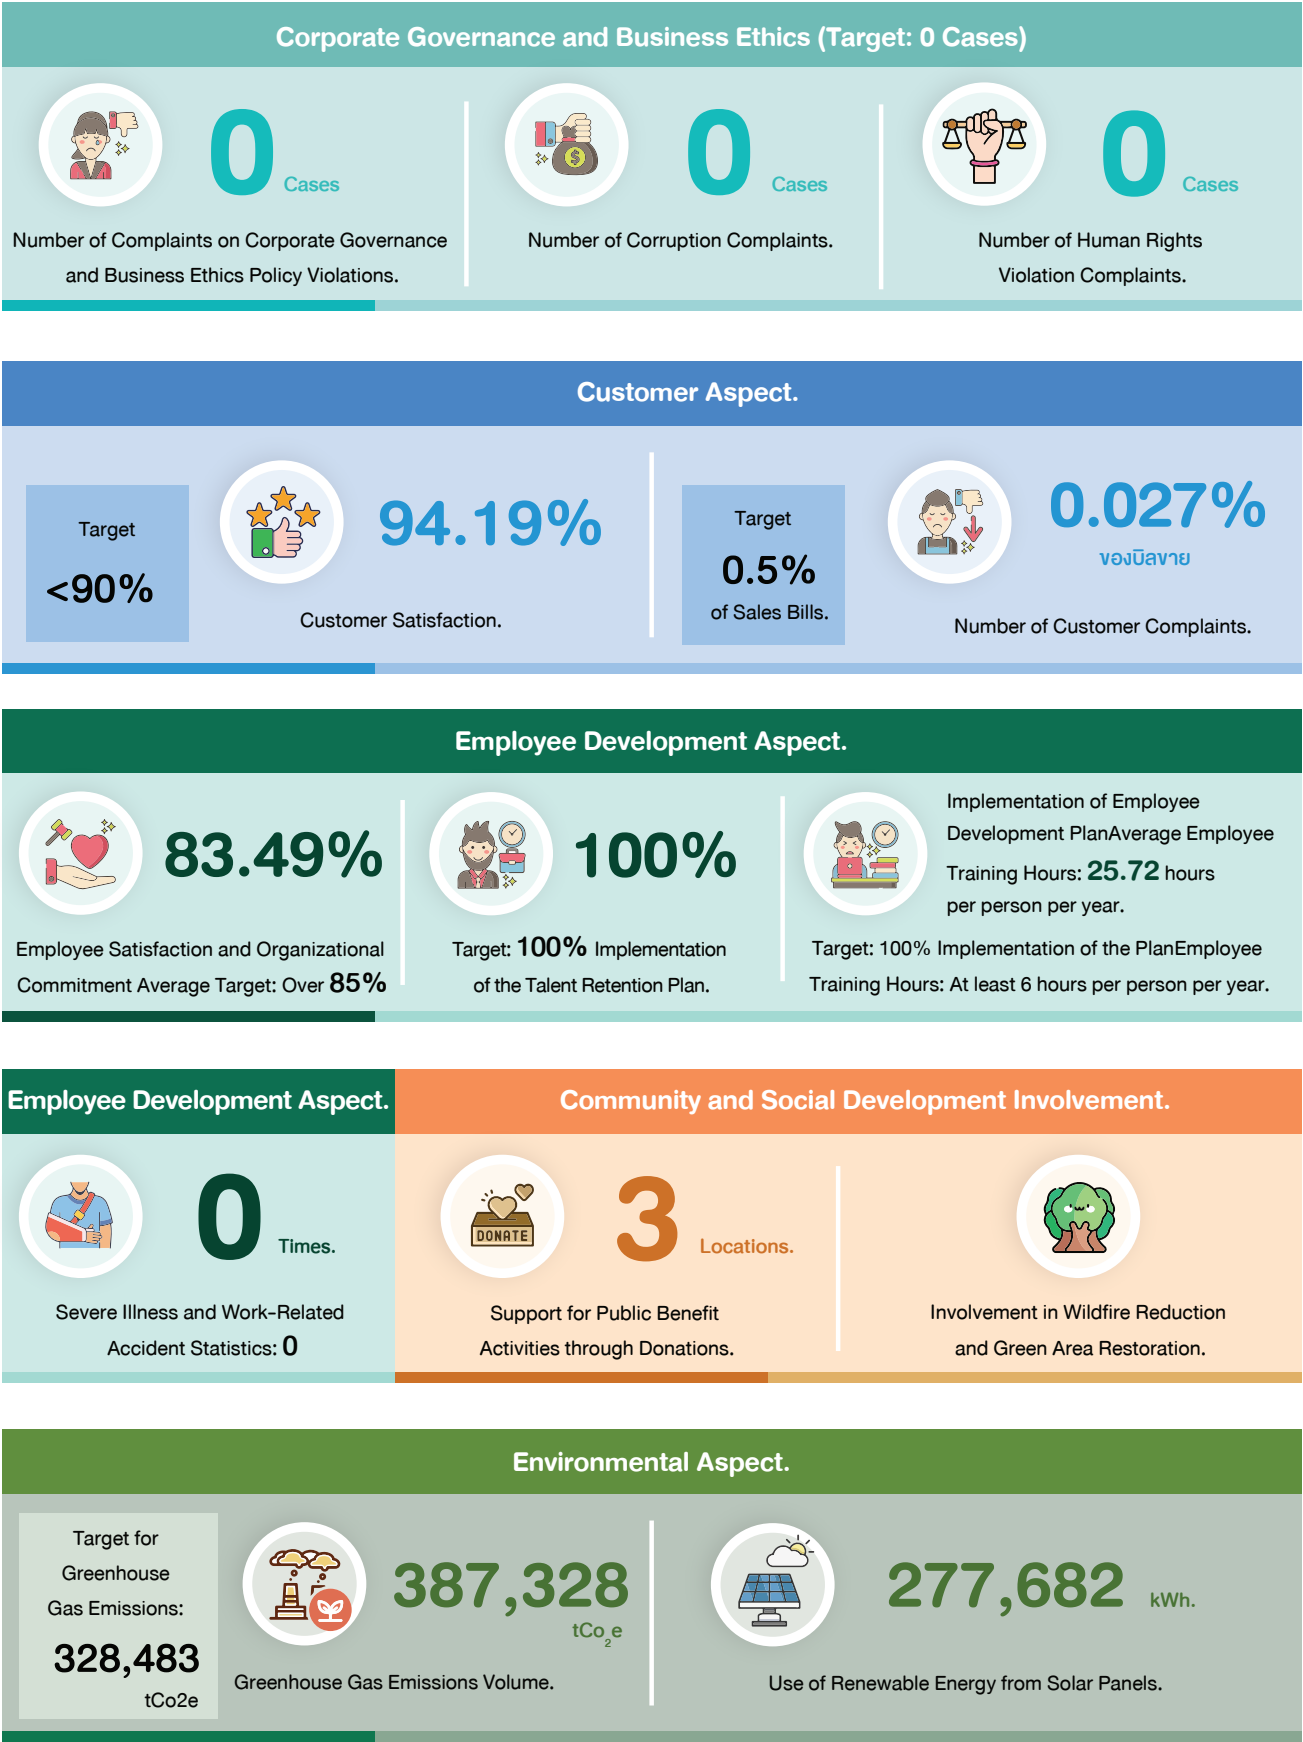 Corporate Governance and Business Ethics (Target: 0 Cases)
0 Cases
Number of Complaints on Corporate Governance
and Business Ethics Policy Violations.
0 Cases
Number of Corruption Complaints.
0 Cases
Number of Human Rights
Violation Complaints.
Customer Aspect.
Target
<90%
94.19%
Customer Satisfaction.
Target
0.5%
of Sales Bills.
0.027%
ของบิลขาย
Number of Customer Complaints.
Employee Development Aspect.
83.49%
Employee Satisfaction and Organizational
Commitment Average Target: Over 85%
100%
Target: 100% Implementation
of the Talent Retention Plan.
Implementation of Employee
Development PlanAverage Employee
Training Hours: 25.72 hours
per person per year.
Target: 100% Implementation of the PlanEmployee
Training Hours: At least 6 hours per person per year.
Employee Development Aspect.
0 Times.
Severe Illness and Work-Related
Accident Statistics: 0
Community and Social Development Involvement.
DONATE
3 Locations.
Support for Public Benefit
Activities through Donations.
Involvement in Wildfire Reduction
and Green Area Restoration.
Environmental Aspect.
Target for
Greenhouse
Gas Emissions:
328,483
tCo2e
387,328
tCo₂e
Greenhouse Gas Emissions Volume.
277,682 kWh.
Use of Renewable Energy from Solar Panels.